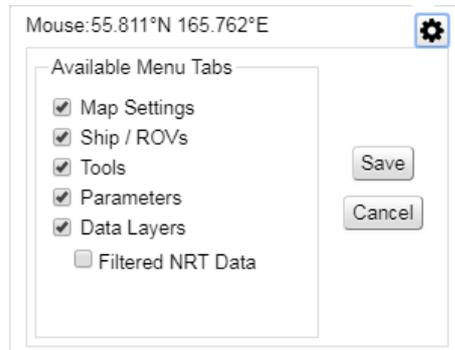 Mouse:55.811°N 165.762°E
Available Menu Tabs
Map Settings
Ship / ROVs
Tools
Parameters
Data Layers
Filtered NRT Data
Save
Cancel